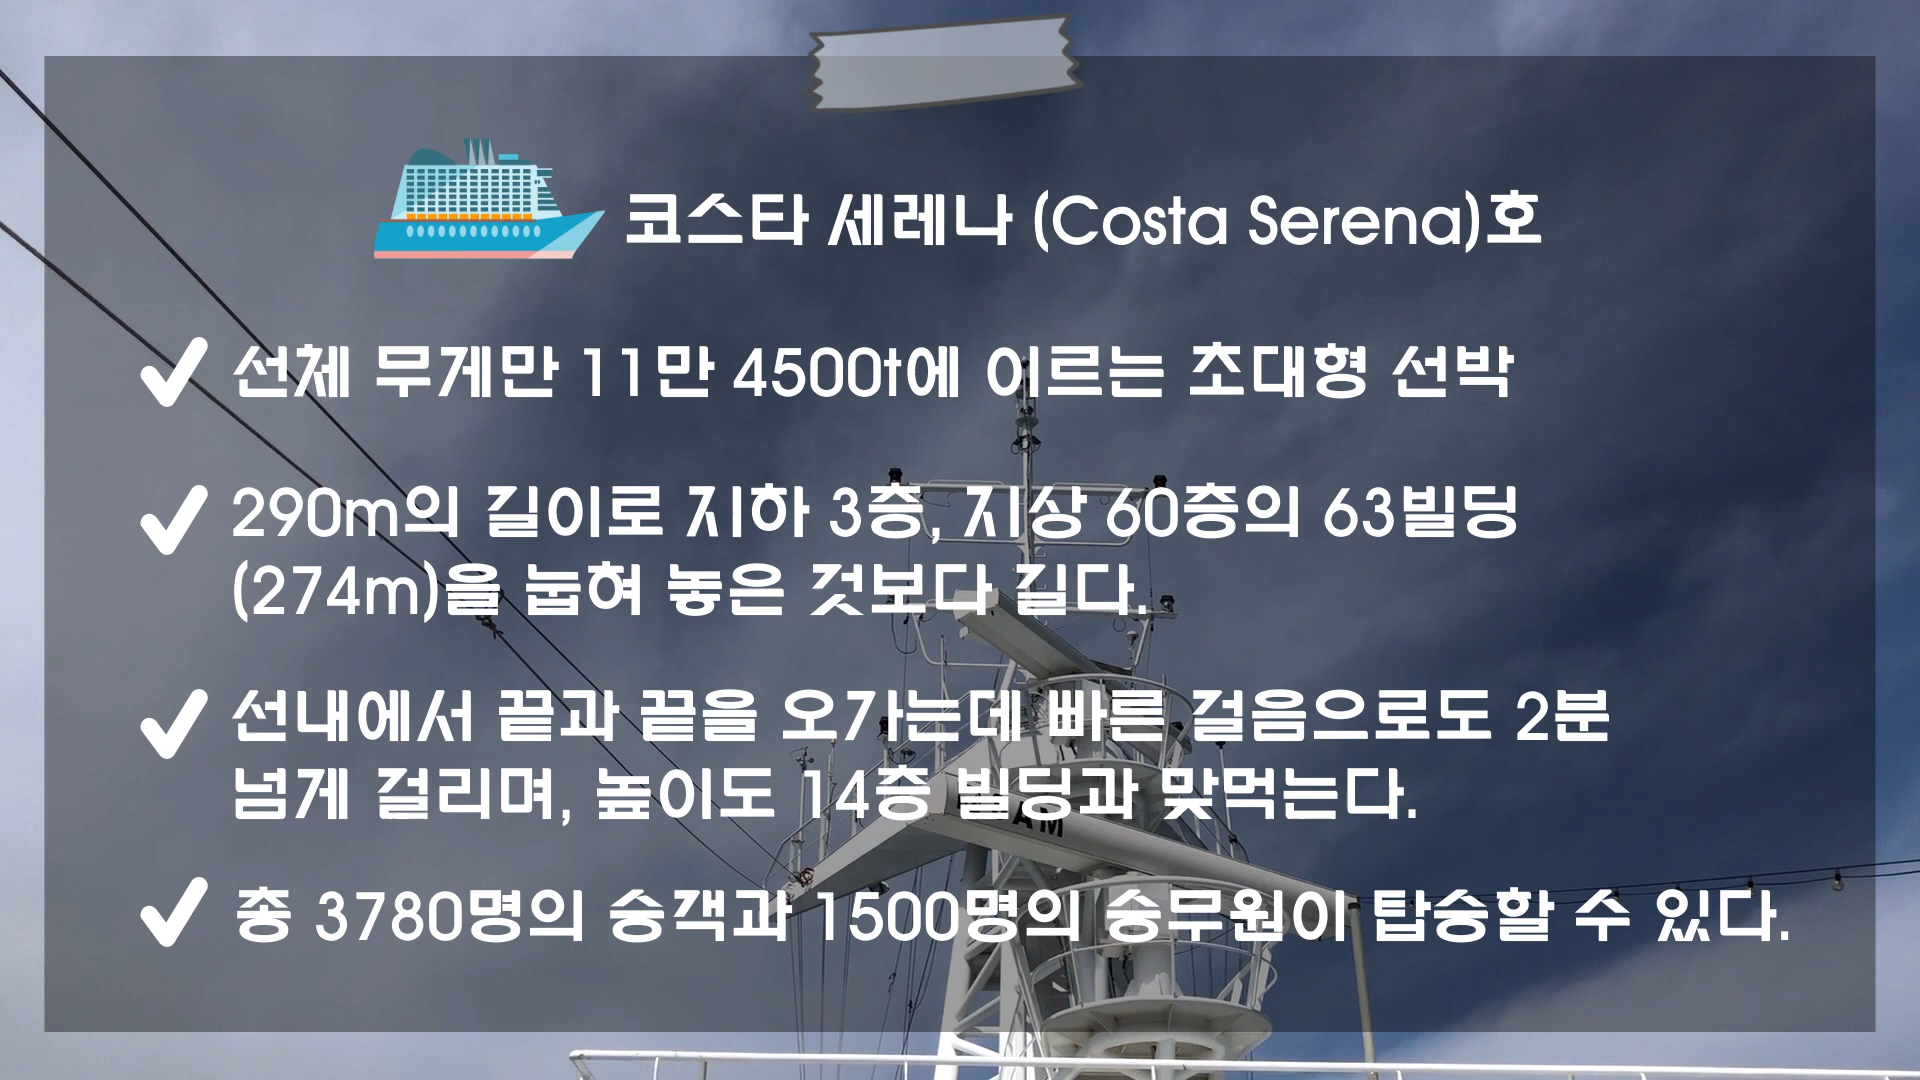 코스타 세레나 (Costa Serena)호
선체 무게만 11만 4500t에 이르는 초대형 선박
290m의 길이로 지하 3층, 지상 60층의 63빌딩
(274m)을 눕혀 놓은 것보다 길다.
선내에서 끝과 끝을 오가는데 빠른 걸음으로도 2분
넘게 걸리며, 높이도 14층 빌딩과 맞먹는다.
AM
총 3780명의 승객과 1500명의 승무원이 탑승할 수 있다.